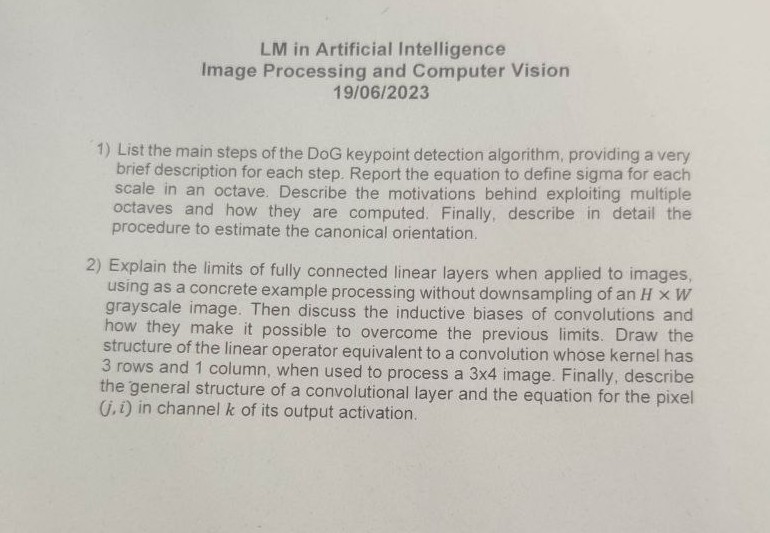 LM in Artificial Intelligence
Image Processing and Computer Vision
19/06/2023
1) List the main steps of the DoG keypoint detection algorithm, providing a very
brief description for each step. Report the equation to define sigma for each
scale in an octave. Describe the motivations behind exploiting multiple
octaves and how they are computed. Finally, describe in detail the
procedure to estimate the canonical orientation.
2) Explain the limits of fully connected linear layers when applied to images,
using as a concrete example processing without downsampling of an H × W
grayscale image. Then discuss the inductive biases of convolutions and
how they make it possible to overcome the previous limits. Draw the
structure of the linear operator equivalent to a convolution whose kernel has
3 rows and 1 column, when used to process a 3x4 image. Finally, describe
the general structure of a convolutional layer and the equation for the pixel
(j,i) in channel k of its output activation.